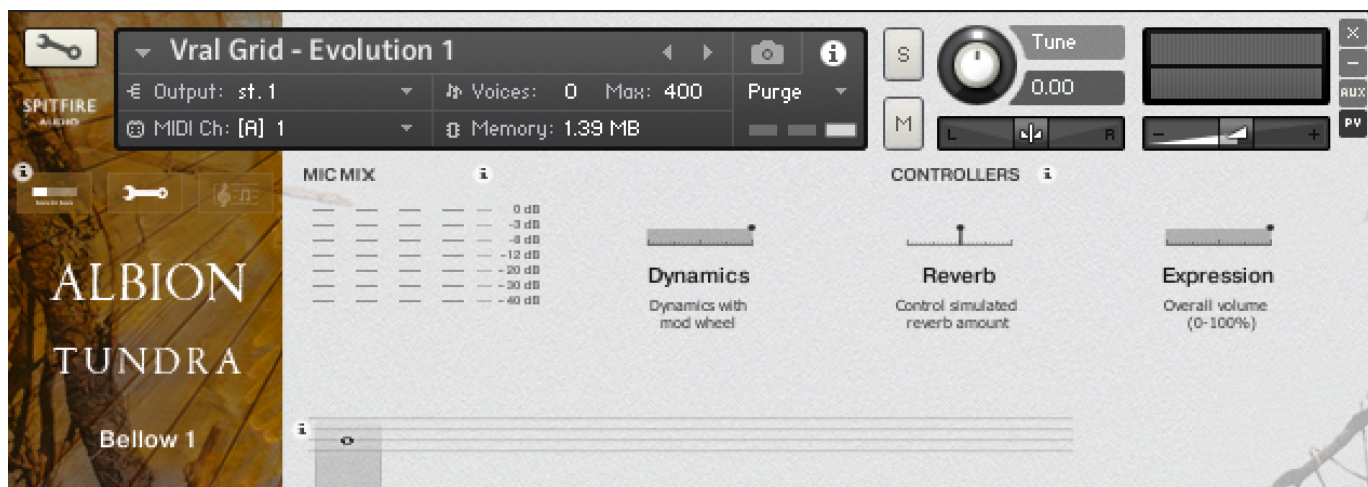 Vral Grid - Evolution 1
i
S
Tune
X
−
SPITFIRE
AUDIO
Output: st.1
Voices: 0 Max: 400
Purge
0.00
AUX
MIDI Ch: [A] 1
Memory: 1.39 MB
M
L
R
- +
PV
i
MIC MIX i
CONTROLLERS i
0 dB
-3 dB
-6 dB
-12 dB
-20 dB
-30 dB
-40 dB
Dynamics
Dynamics with
mod wheel
Reverb
Control simulated
reverb amount
Expression
Overall volume
(0-100%)
ALBION
TUNDRA
Bellow 1
i